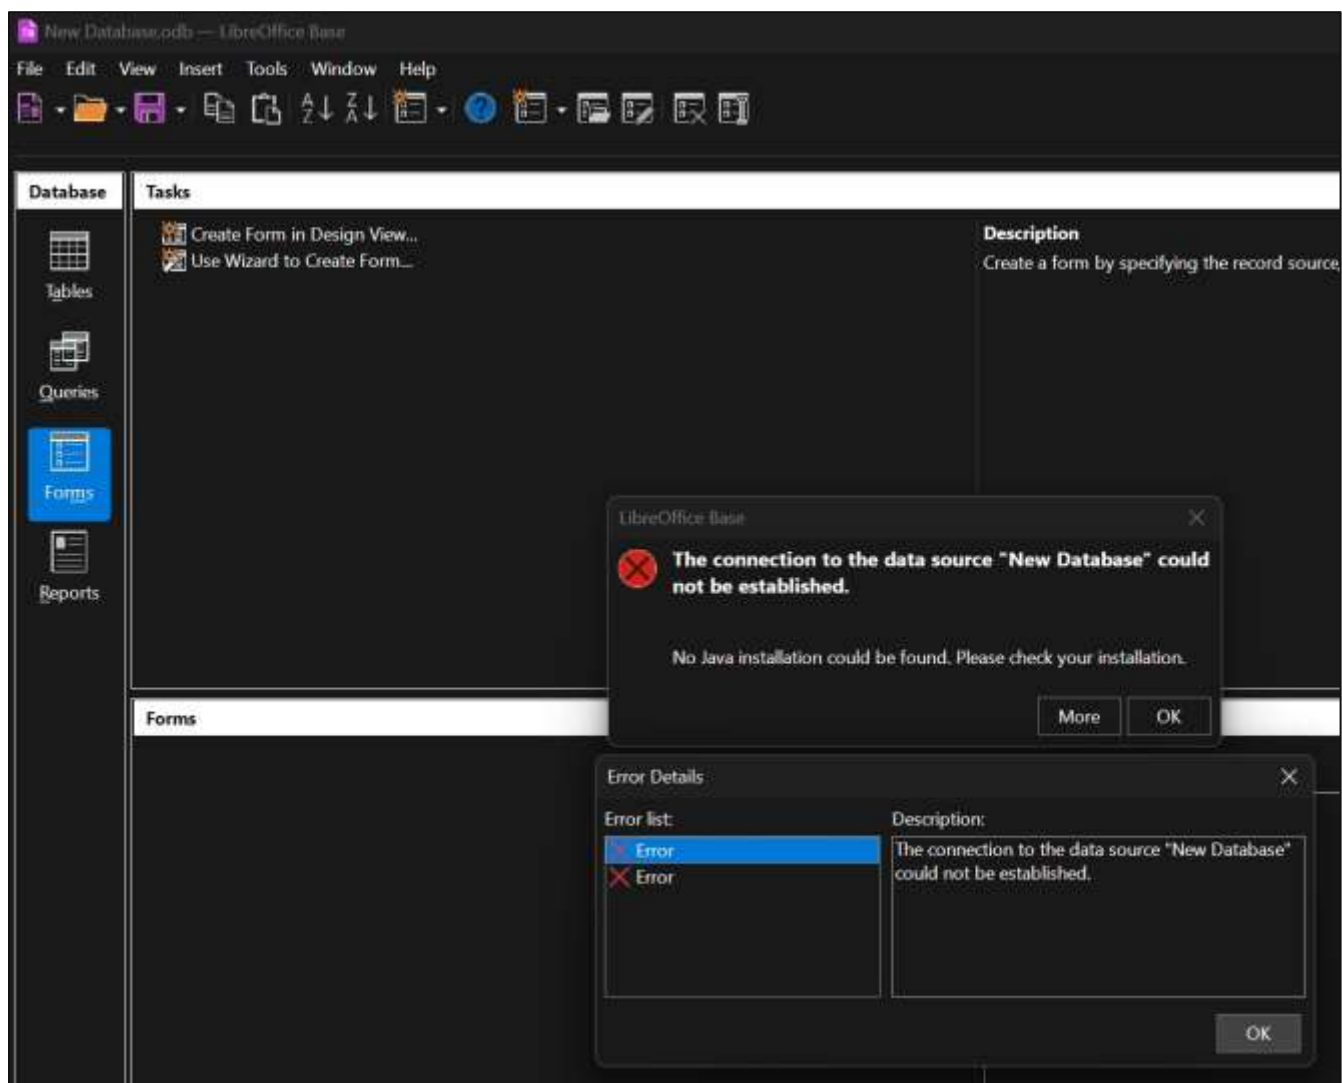 New Database.odb — LibreOffice Base
File Edit View Insert Tools Window Help
Database
Tables
Queries
Forms
Reports
Tasks
Create Form in Design View...
Use Wizard to Create Form...
Description
Create a form by specifying the record source,
LibreOffice Base
The connection to the data source "New Database" could
not be established.
No Java installation could be found. Please check your installation.
More OK
Forms
Error Details
Error list:
Error
Error
Description:
The connection to the data source "New Database"
could not be established.
OK